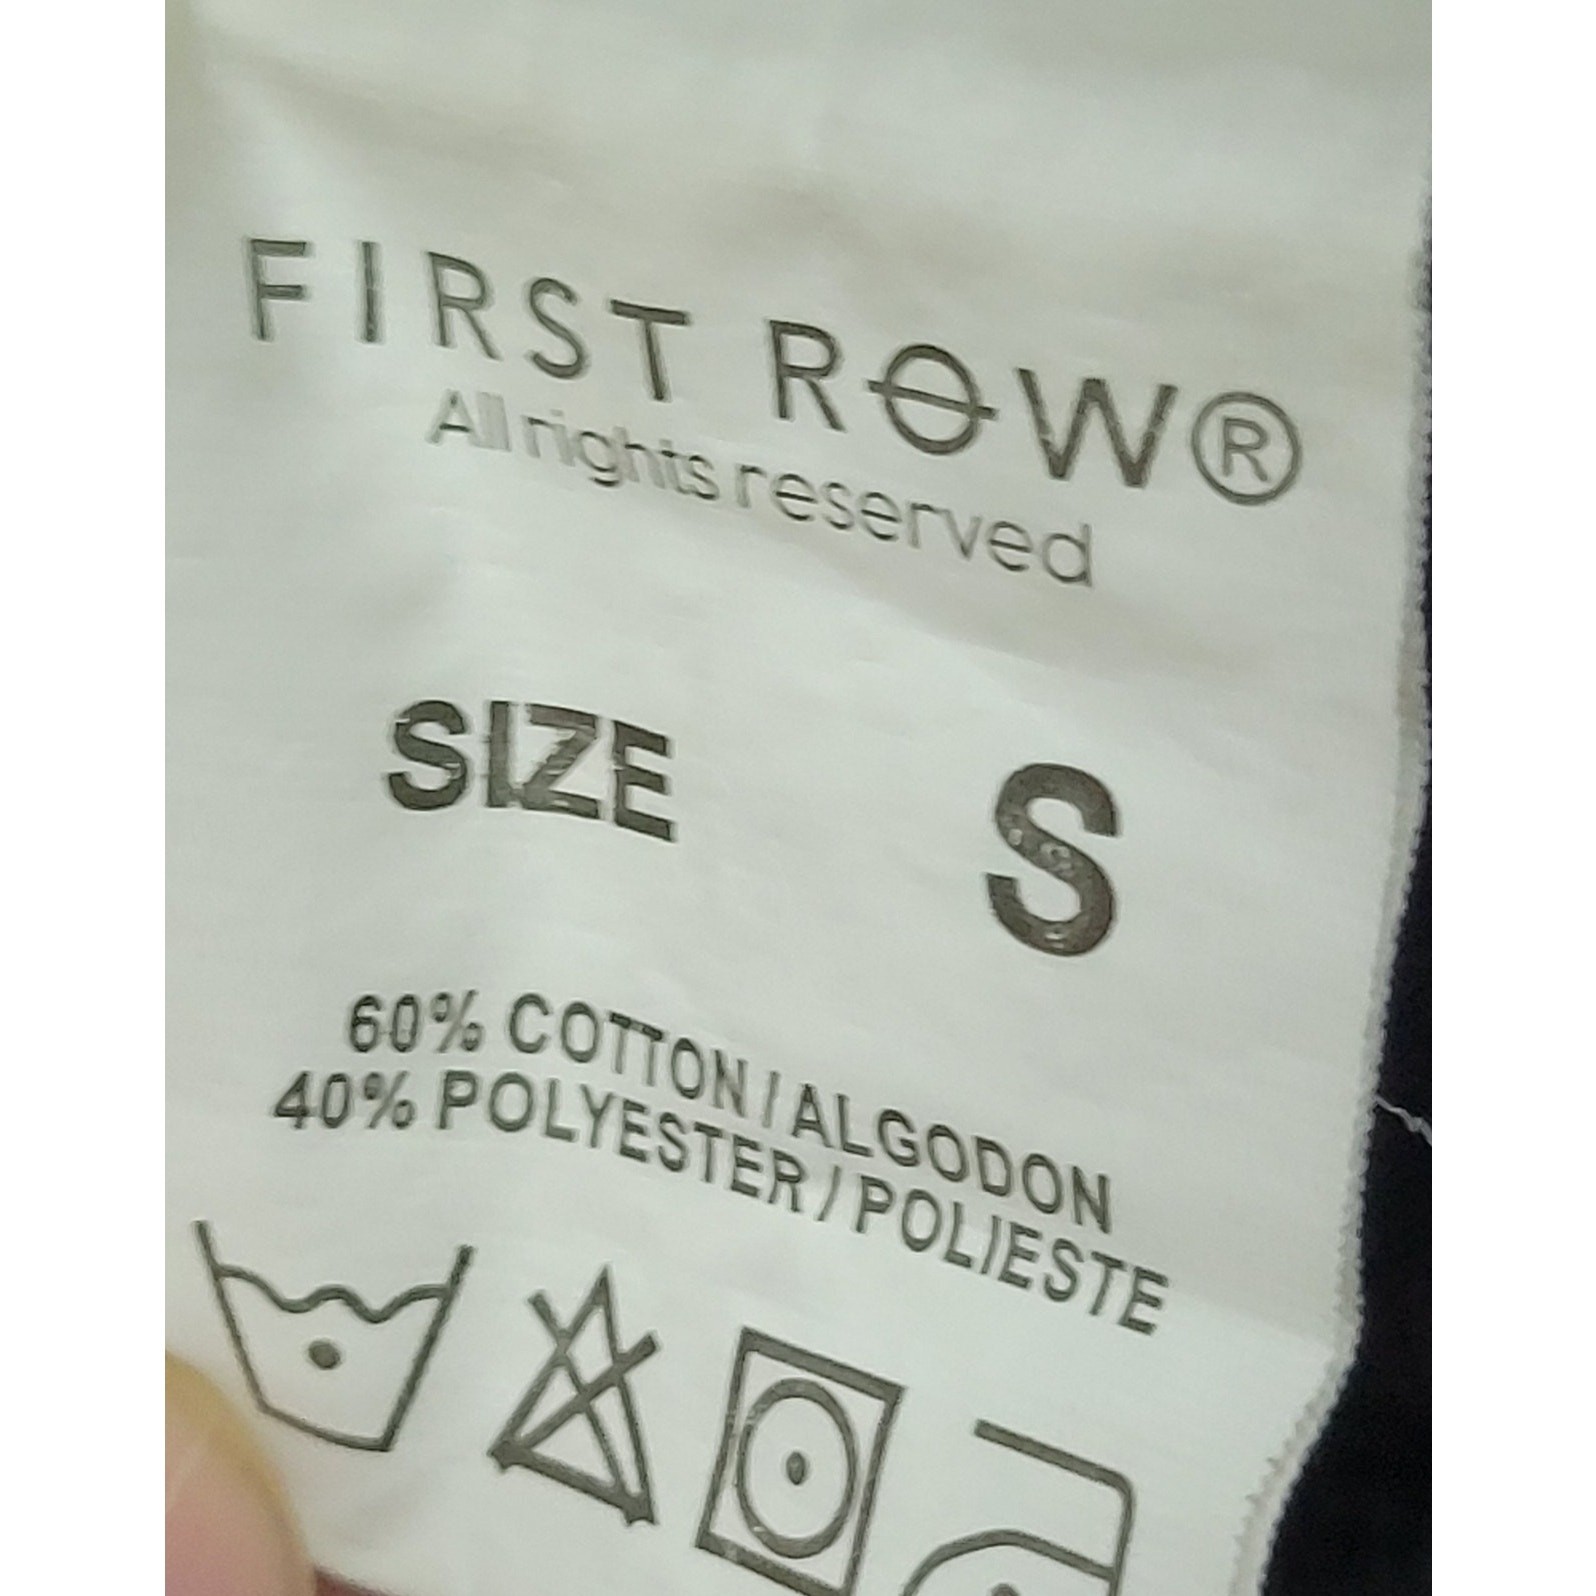 FIRST ROW®
All rights reserved
SIZE S
60% COTTON / ALGODON
40% POLYESTER / POLIESTE